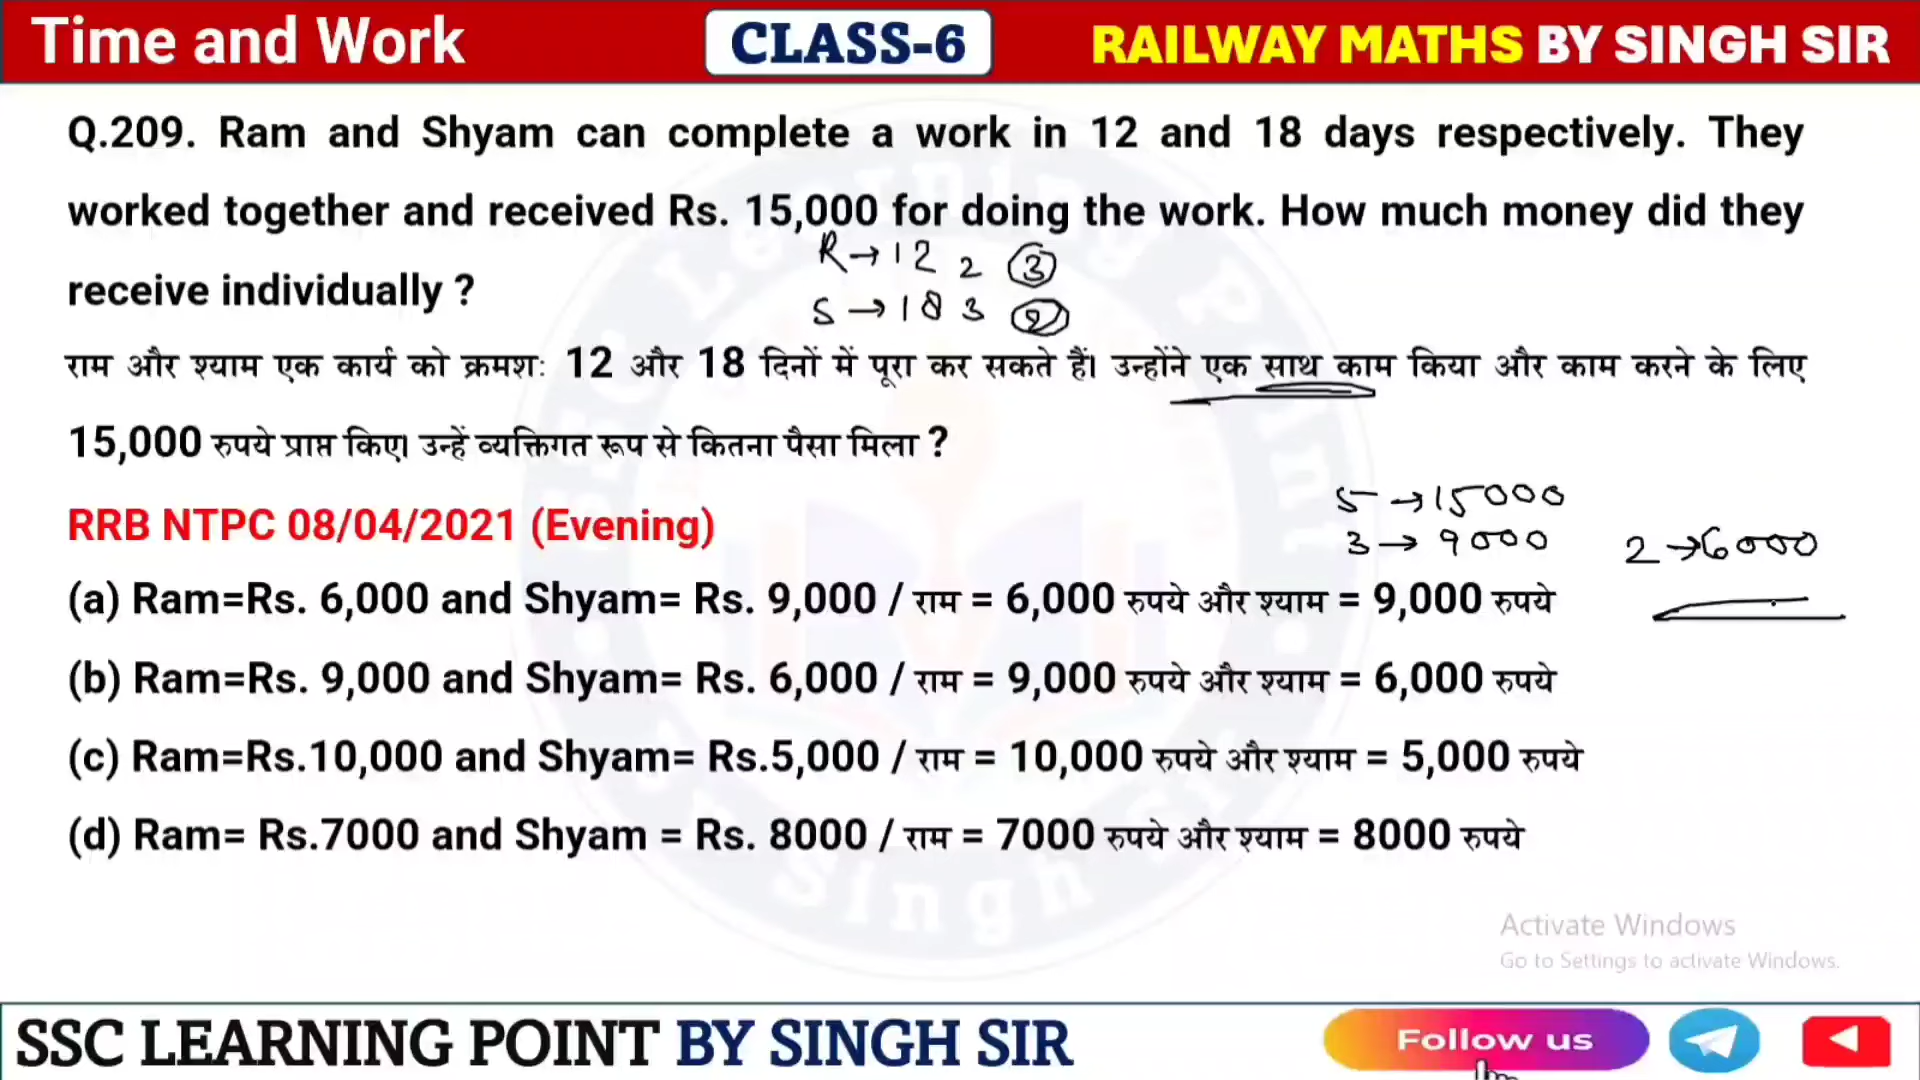 Time and Work
CLASS-6
RAILWAY MATHS BY SINGH SIR
Q.209. Ram and Shyam can complete a work in 12 and 18 days respectively. They
worked together and received Rs. 15,000 for doing the work. How much money did they
R→12 2 3
receive individually ?
S→18 3 2
राम और श्याम एक कार्य को क्रमशः 12 और 18 दिनों में पूरा कर सकते हैं। उन्होंने एक साथ काम किया और काम करने के लिए
15,000 रुपये प्राप्त किए। उन्हें व्यक्तिगत रूप से कितना पैसा मिला ?
5→15000
RRB NTPC 08/04/2021 (Evening)
3→9000
2→6000
(a) Ram=Rs. 6,000 and Shyam= Rs. 9,000 / राम = 6,000 रुपये और श्याम = 9,000 रुपये
(b) Ram=Rs. 9,000 and Shyam= Rs. 6,000 / राम = 9,000 रुपये और श्याम = 6,000 रुपये
(c) Ram=Rs.10,000 and Shyam= Rs.5,000 / राम = 10,000 रुपये और श्याम = 5,000 रुपये
(d) Ram= Rs.7000 and Shyam = Rs. 8000 / राम = 7000 रुपये और श्याम = 8000 रुपये
Activate Windows
Go to Settings to activate Windows.
SSC LEARNING POINT BY SINGH SIR
Follow us